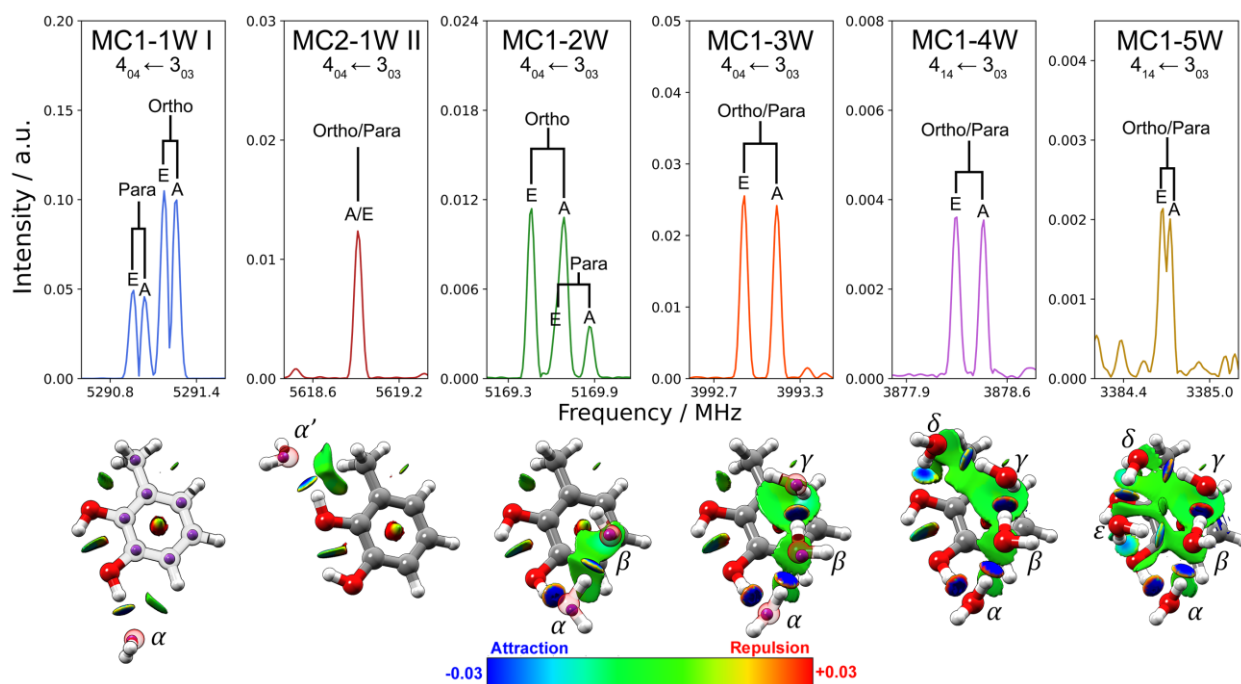 Intensity / a.u.
0.20
0.15
0.10
0.05
0.00
MC1-1W I
4₀₄ ← 3₀₃
Ortho
E
A
Para
E
A
5290.8
5291.4
0.03
0.02
0.01
0.00
MC2-1W II
4₀₄ ← 3₀₃
Ortho/Para
A/E
5618.6
5619.2
0.024
0.018
0.012
0.006
0.000
MC1-2W
4₀₄ ← 3₀₃
Ortho
E
A
Para
E
A
5169.3
5169.9
0.05
0.04
0.03
0.02
0.01
0.00
MC1-3W
4₀₄ ← 3₀₃
Ortho/Para
E
A
3992.7
3993.3
0.008
0.006
0.004
0.002
0.000
MC1-4W
4₁₄ ← 3₀₃
Ortho/Para
E
A
3877.9
3878.6
0.004
0.003
0.002
0.001
0.000
MC1-5W
4₁₄ ← 3₀₃
Ortho/Para
E
A
3384.4
3385.0
Frequency / MHz
α
α′
β
α
γ
β
α
δ
γ
β
α
δ
γ
ε
β
α
Attraction
Repulsion
-0.03
+0.03